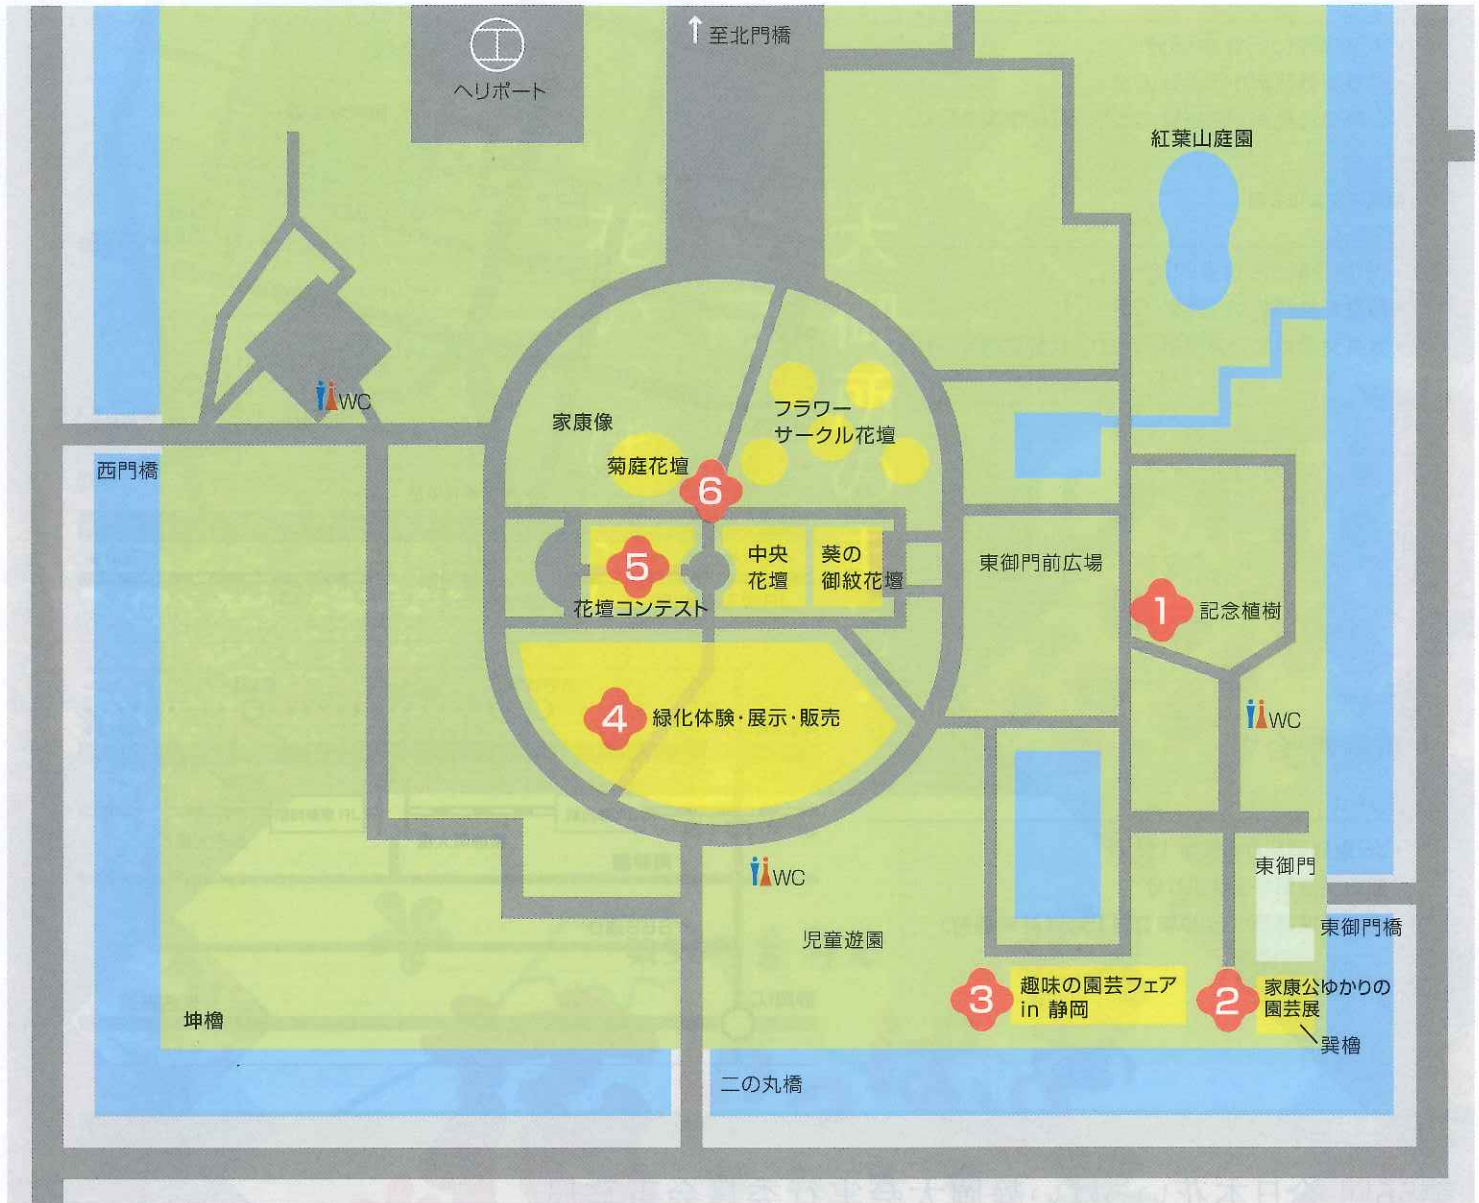 ↑至北門橋
ヘリポート
紅葉山庭園
WC
西門橋
家康像
菊庭花壇
フラワー
サークル花壇
6
5
花壇コンテスト
中央
花壇
葵の
御紋花壇
東御門前広場
1 記念植樹
4 緑化体験・展示・販売
WC
WC
児童遊園
東御門
東御門橋
3 趣味の園芸フェア
in 静岡
2 家康公ゆかりの
園芸展
巽櫓
坤櫓
二の丸橋